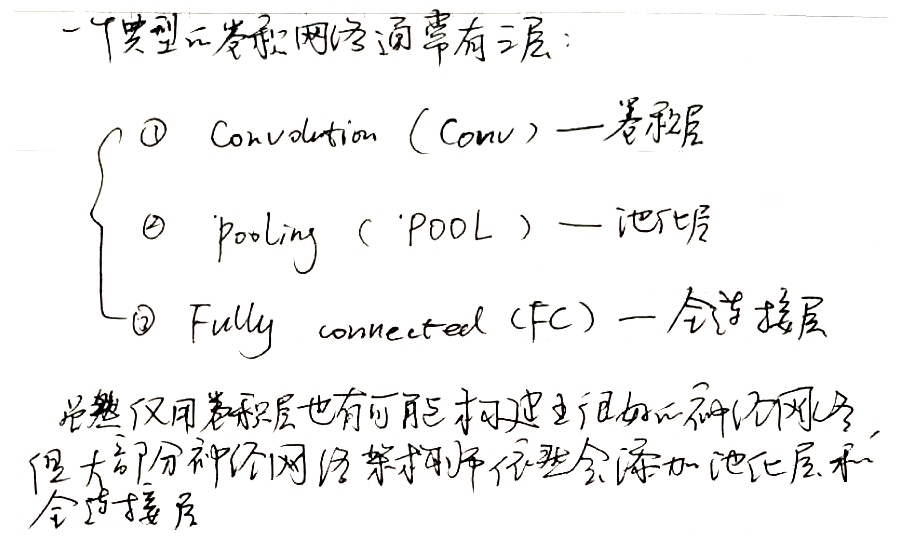 一个典型的卷积网络通常有三层：
① Convolution (Conv) — 卷积层
② pooling (POOL) — 池化层
③ Fully connected (FC) — 全连接层
虽然仅用卷积层也有可能构建出很好的神经网络，
但大部分神经网络架构师依然会添加池化层和
全连接层